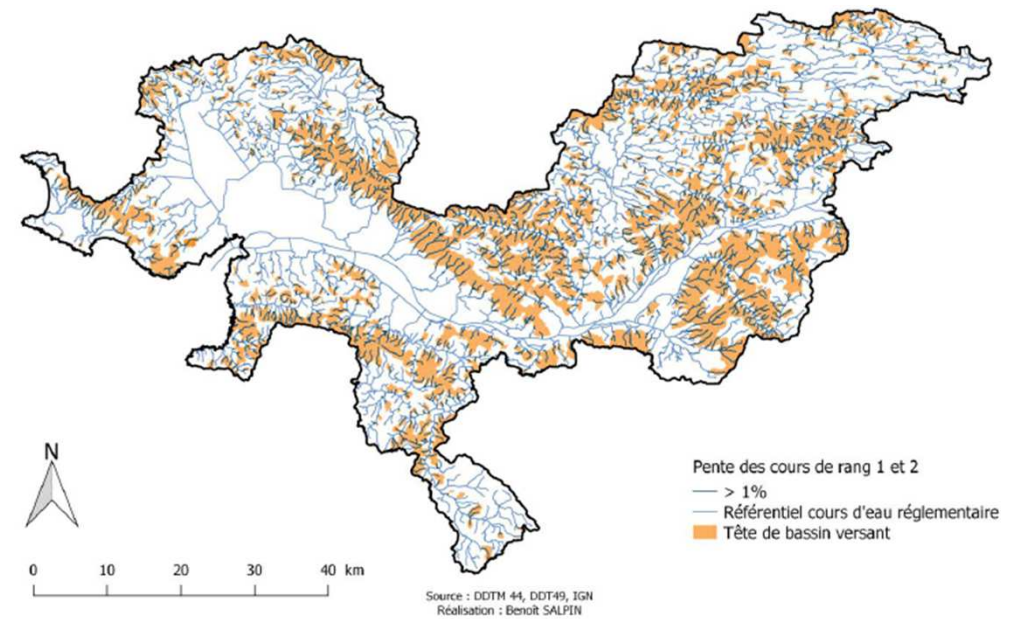 N
0 10 20 30 40 km
Pente des cours de rang 1 et 2
> 1%
Référentiel cours d'eau réglementaire
Tête de bassin versant
Source : DDTM 44, DDT49, IGN
Réalisation : Benoît SALPIN